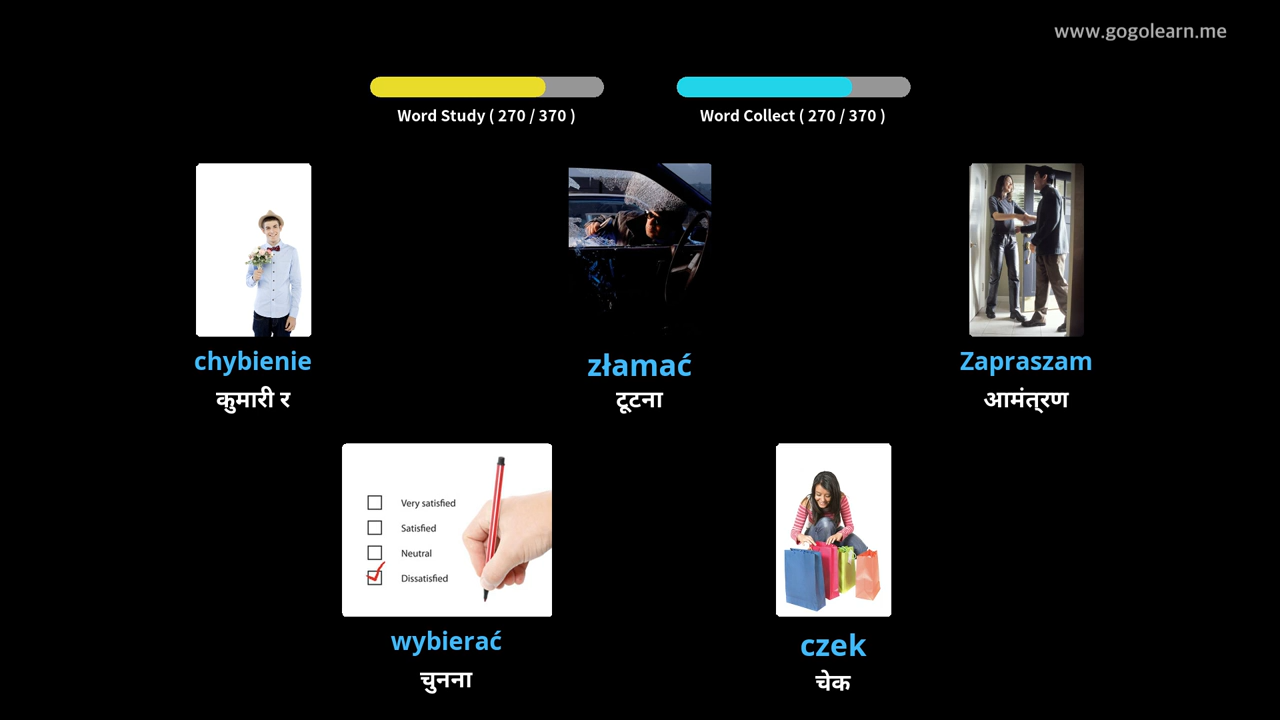 www.gogolearn.me
Word Study ( 270 / 370 )
Word Collect ( 270 / 370 )
chybienie
कुमारी र
złamać
टूटना
Zapraszam
आमंत्रण
Very satisfied
Satisfied
Neutral
Dissatisfied
wybierać
चुनना
czek
चेक